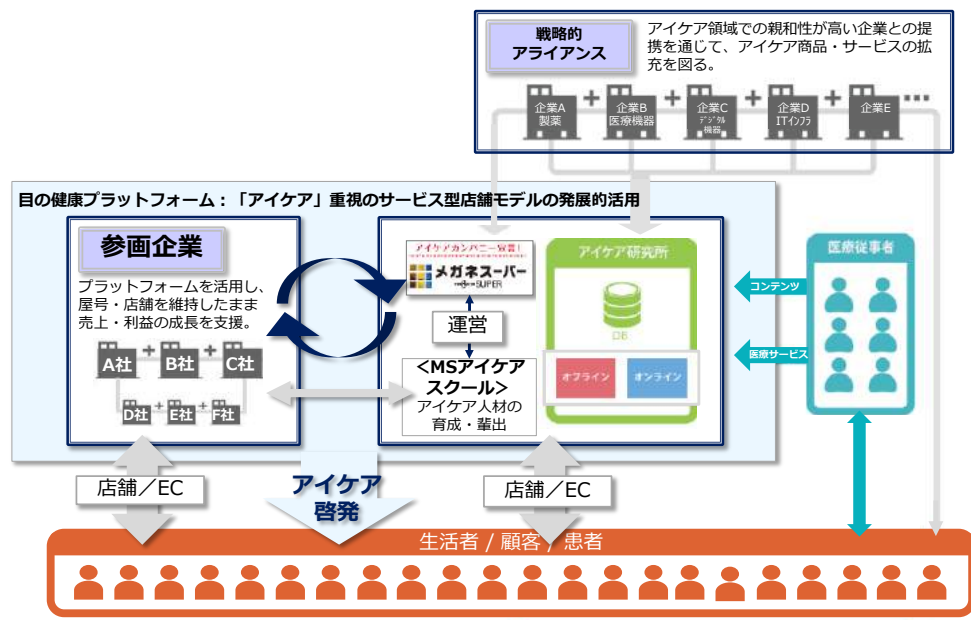 戦略的
アライアンス
アイケア領域での親和性が高い企業との提
携を通じて、アイケア商品・サービスの拡
充を図る。
企業A
製薬
+
企業B
医療機器
+
企業C
ﾃﾞｼﾞﾀﾙ
機器
+
企業D
ITｲﾝﾌﾗ
+
企業E
…
目の健康プラットフォーム：「アイケア」重視のサービス型店舗モデルの発展的活用
参画企業
プラットフォームを活用し、
屋号・店舗を維持したまま
売上・利益の成長を支援。
A社
+
B社
+
C社
D社
+
E社
+
F社
アイケアカンパニー宣言!
メガネスーパー
SUPER
運営
<MSアイケア
スクール>
アイケア人材の
育成・輩出
アイケア研究所
DB
オフライン
オンライン
医療従事者
コンテンツ
医療サービス
店舗／EC
アイケア
啓発
店舗／EC
生活者 / 顧客 / 患者